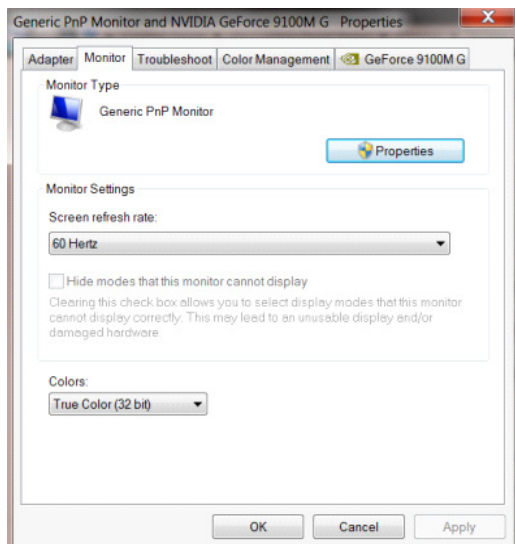 Generic PnP Monitor and NVIDIA GeForce 9100M G Properties
X
Adapter Monitor Troubleshoot Color Management GeForce 9100M G
Monitor Type
Generic PnP Monitor
Properties
Monitor Settings
Screen refresh rate:
60 Hertz
Hide modes that this monitor cannot display
Clearing this check box allows you to select display modes that this monitor
cannot display correctly. This may lead to an unusable display and/or
damaged hardware.
Colors:
True Color (32 bit)
OK Cancel Apply